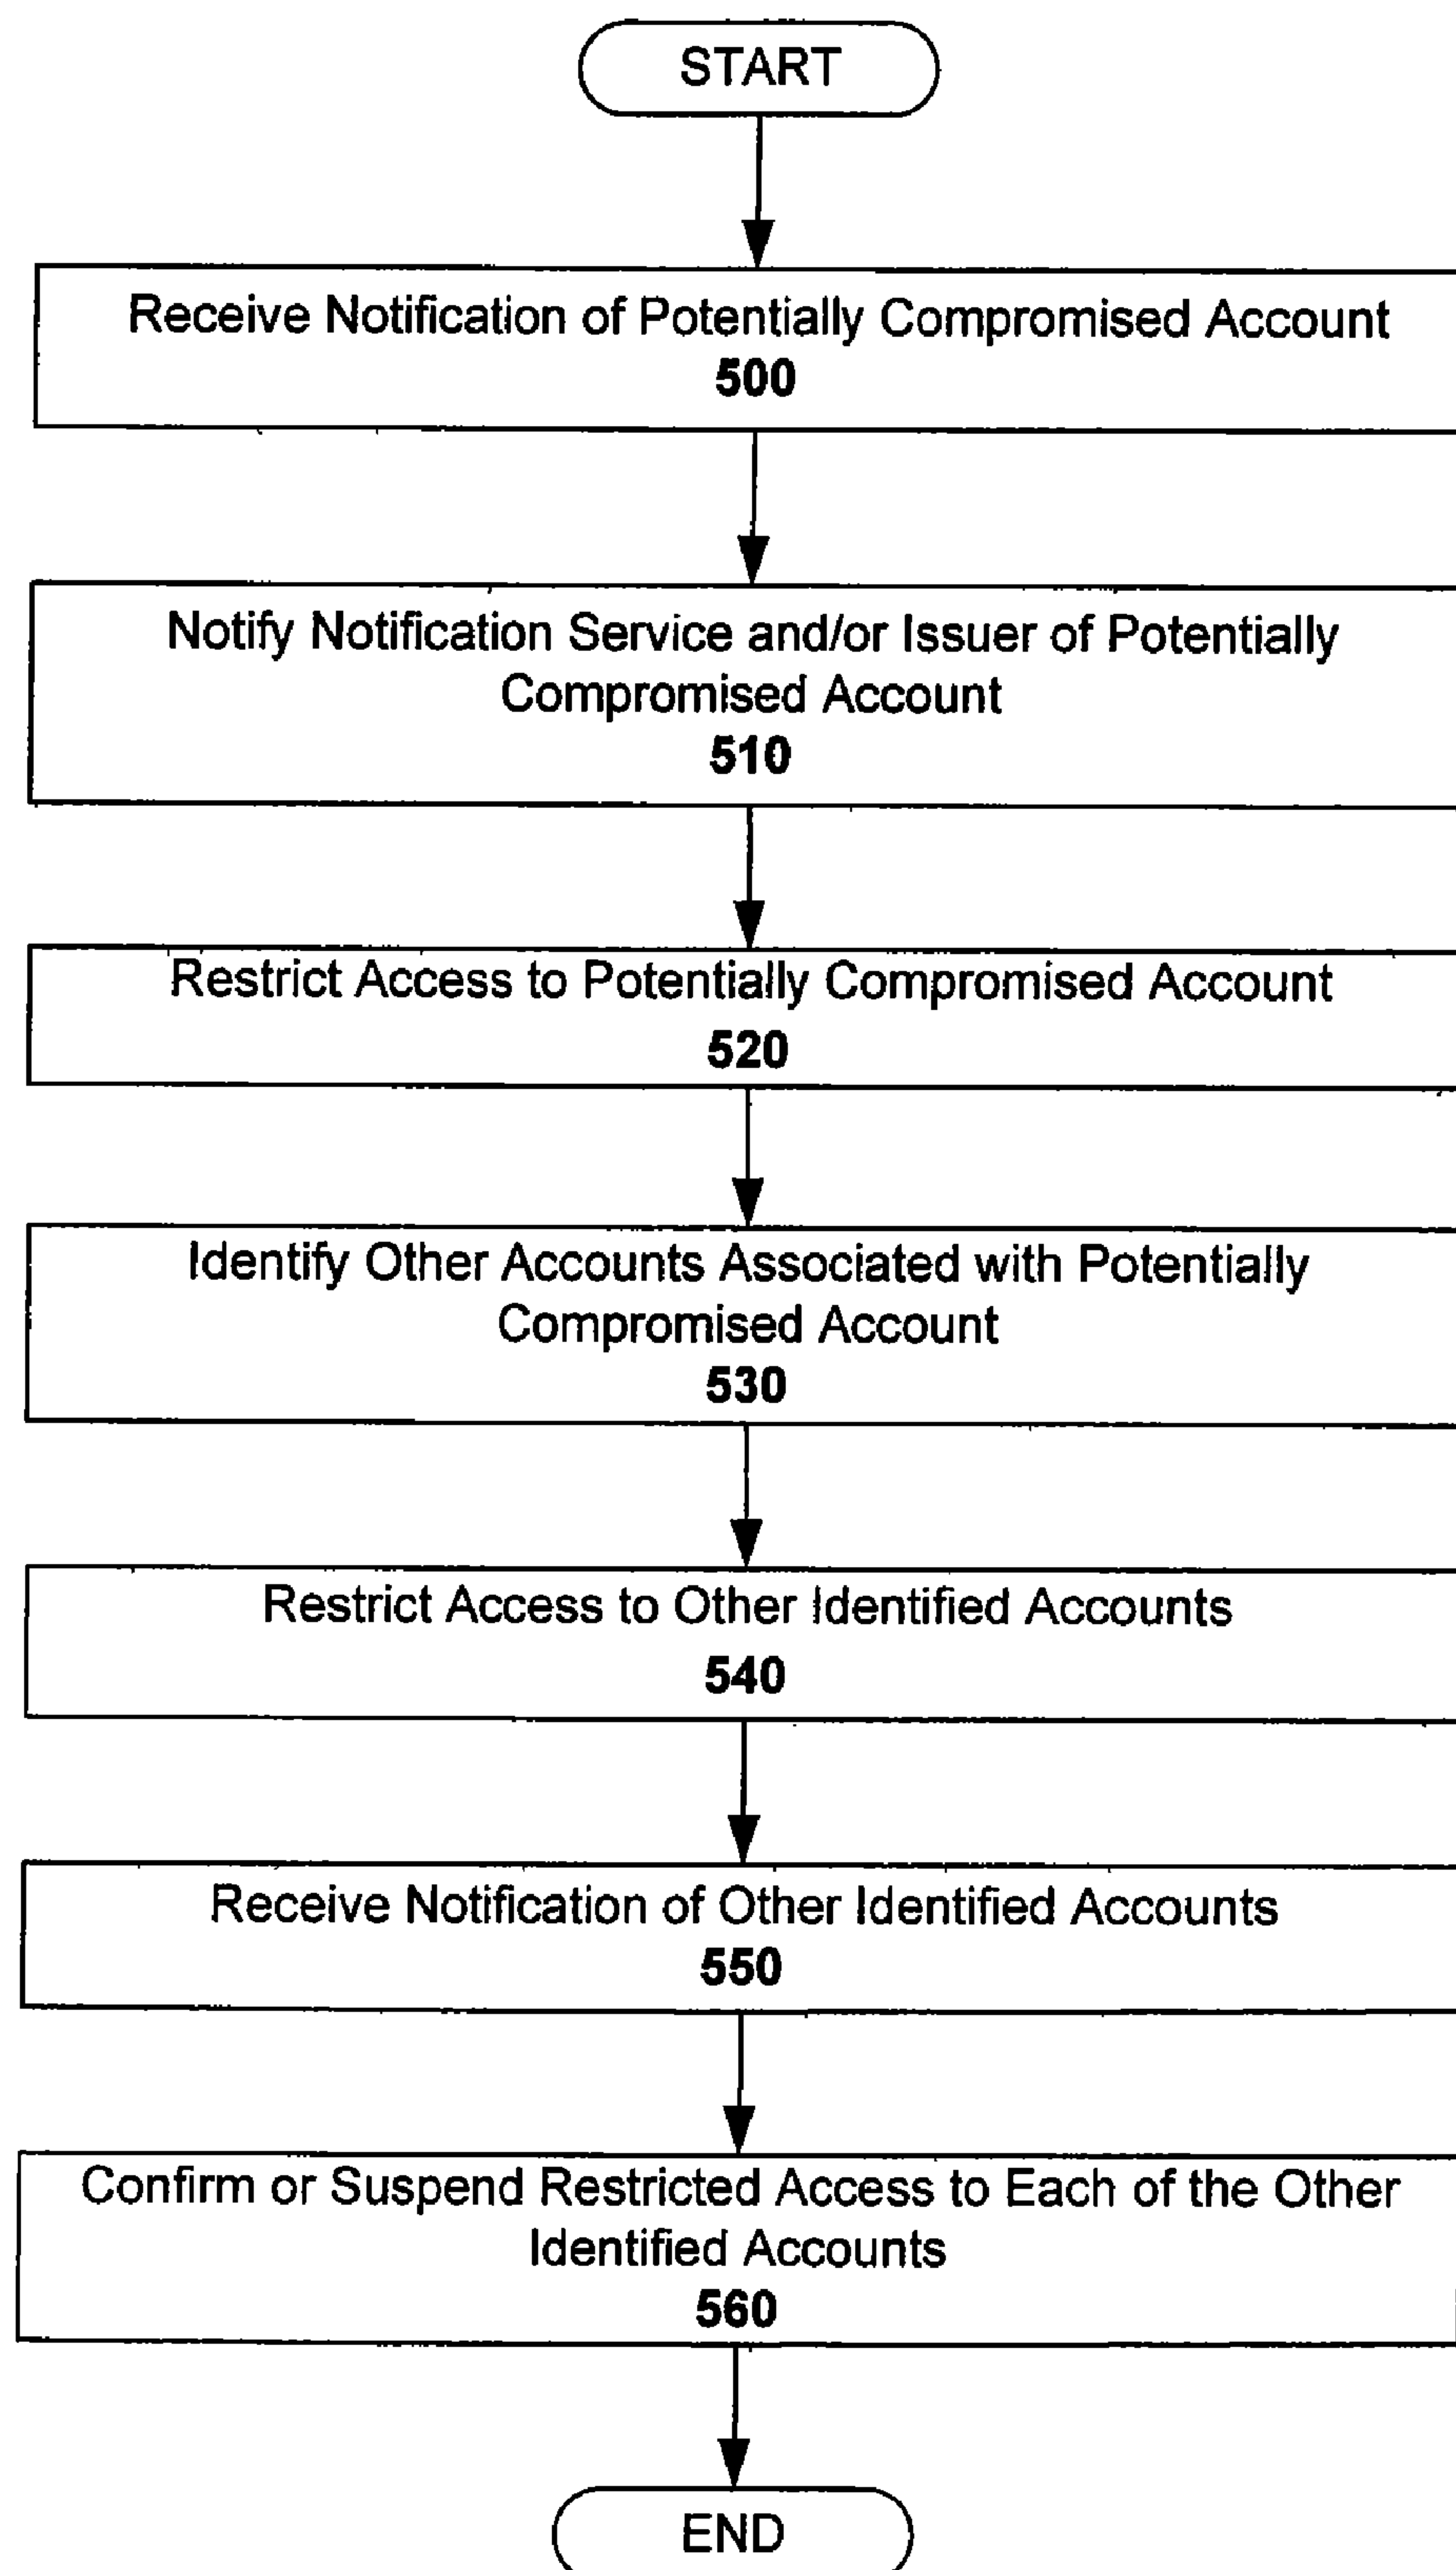 START
Receive Notification of Potentially Compromised Account
500
Notify Notification Service and/or Issuer of Potentially
Compromised Account
510
Restrict Access to Potentially Compromised Account
520
Identify Other Accounts Associated with Potentially
Compromised Account
530
Restrict Access to Other Identified Accounts
540
Receive Notification of Other Identified Accounts
550
Confirm or Suspend Restricted Access to Each of the Other
Identified Accounts
560
END